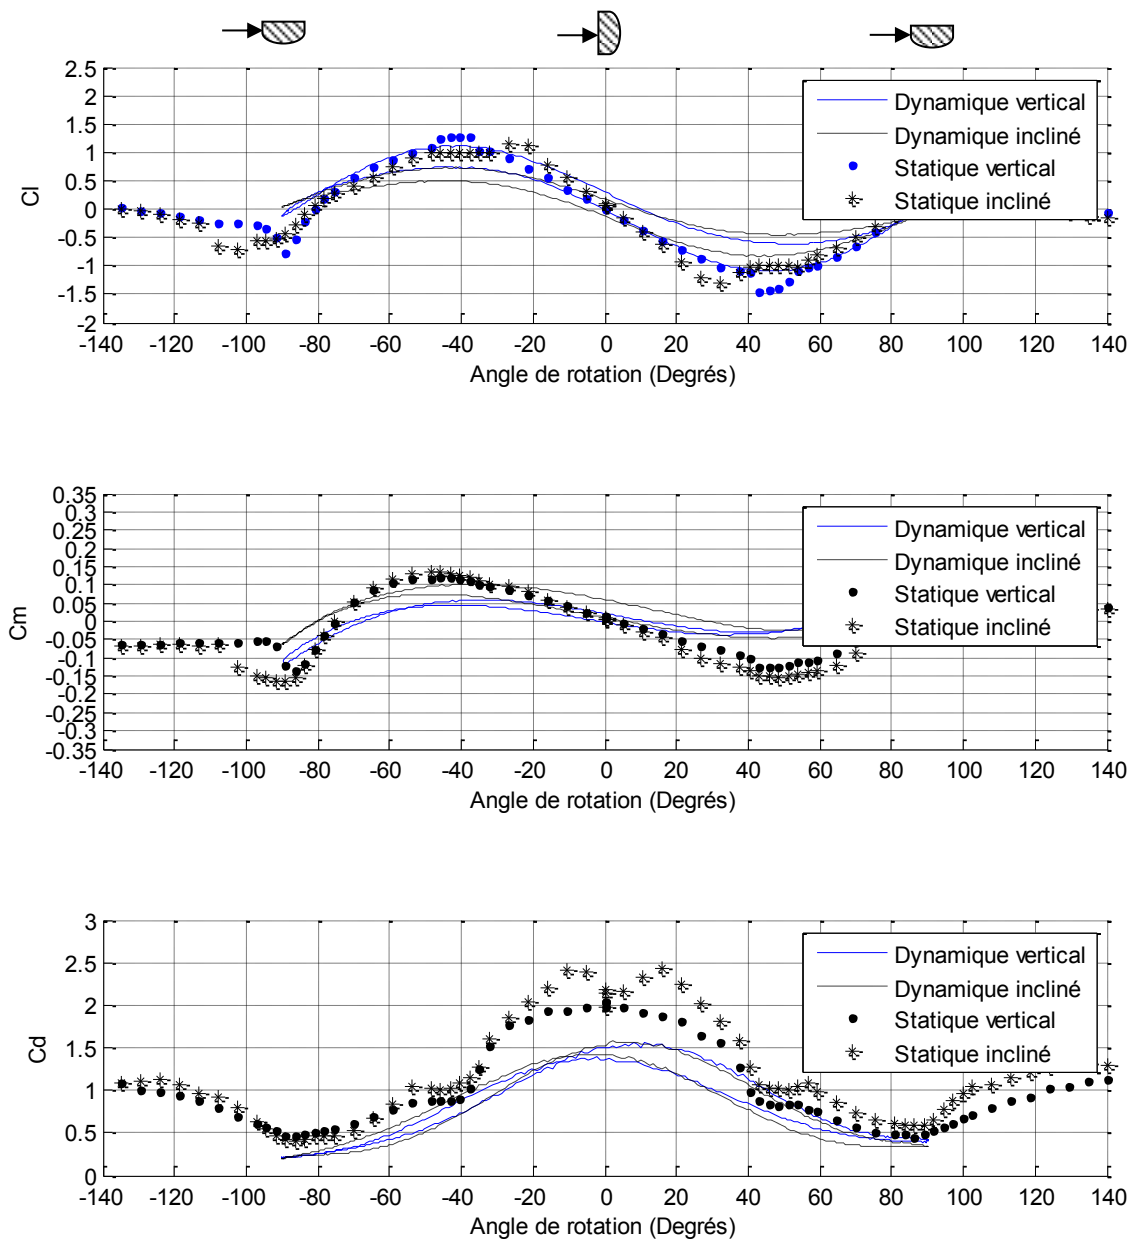 2.5
2
1.5
1
0.5
0
-0.5
-1
-1.5
-2
Cl
-140 -120 -100 -80 -60 -40 -20 0 20 40 60 80 100 120 140
Angle de rotation (Degrés)
Dynamique vertical
Dynamique incliné
Statique vertical
Statique incliné
0.35
0.3
0.25
0.2
0.15
0.1
0.05
0
-0.05
-0.1
-0.15
-0.2
-0.25
-0.3
-0.35
Cm
-140 -120 -100 -80 -60 -40 -20 0 20 40 60 80 100 120 140
Angle de rotation (Degrés)
Dynamique vertical
Dynamique incliné
Statique vertical
Statique incliné
3
2.5
2
1.5
1
0.5
0
Cd
-140 -120 -100 -80 -60 -40 -20 0 20 40 60 80 100 120 140
Angle de rotation (Degrés)
Dynamique vertical
Dynamique incliné
Statique vertical
Statique incliné